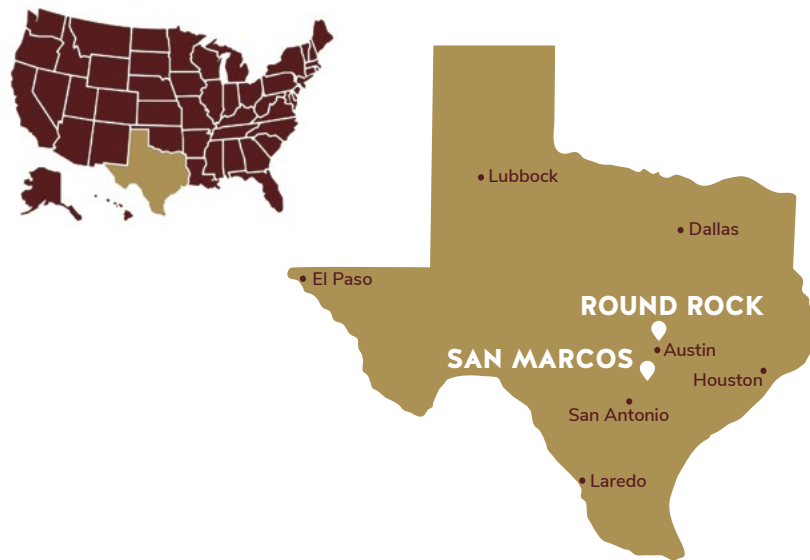 Lubbock
Dallas
El Paso
ROUND ROCK
Austin
SAN MARCOS
Houston
San Antonio
Laredo